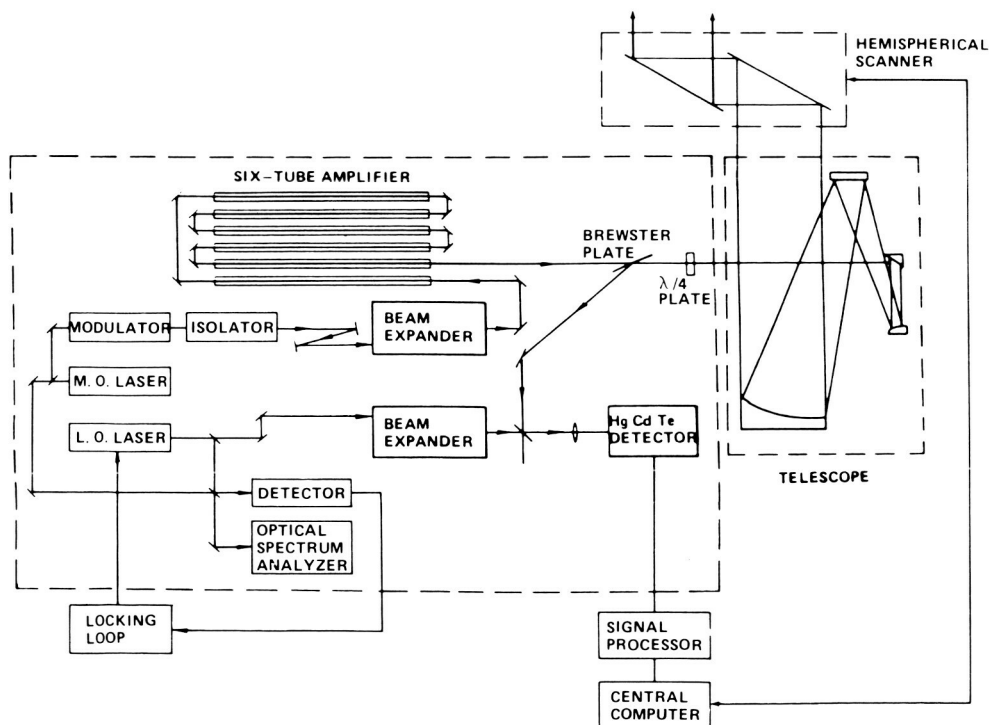 HEMISPHERICAL
SCANNER
SIX-TUBE AMPLIFIER
BREWSTER
PLATE
λ/4
PLATE
MODULATOR
ISOLATOR
BEAM
EXPANDER
M. O. LASER
L. O. LASER
BEAM
EXPANDER
Hg Cd Te
DETECTOR
TELESCOPE
DETECTOR
OPTICAL
SPECTRUM
ANALYZER
LOCKING
LOOP
SIGNAL
PROCESSOR
CENTRAL
COMPUTER